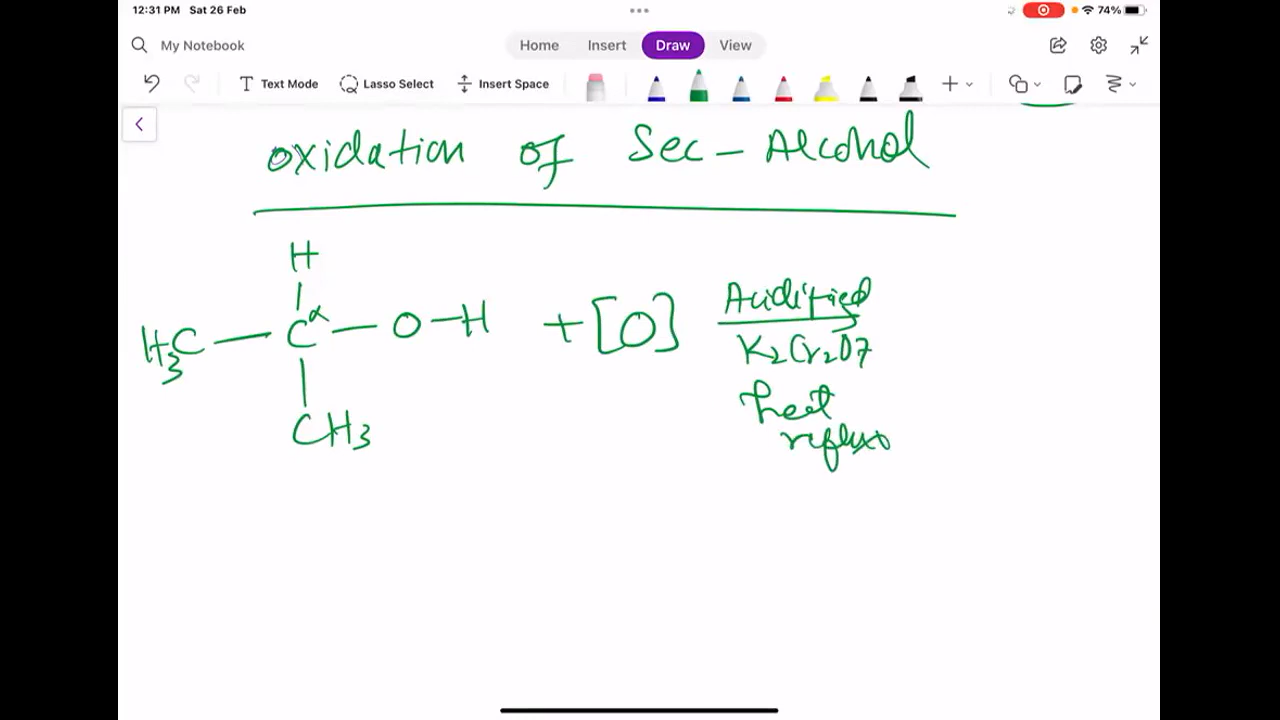 12:31 PM Sat 26 Feb
74%
My Notebook
Home Insert Draw View
Text Mode Lasso Select Insert Space
oxidation of Sec - Alcohol
H
H3C — Cα — O — H + [O] Acidified
K2Cr2O7
CH3
heat
reflux